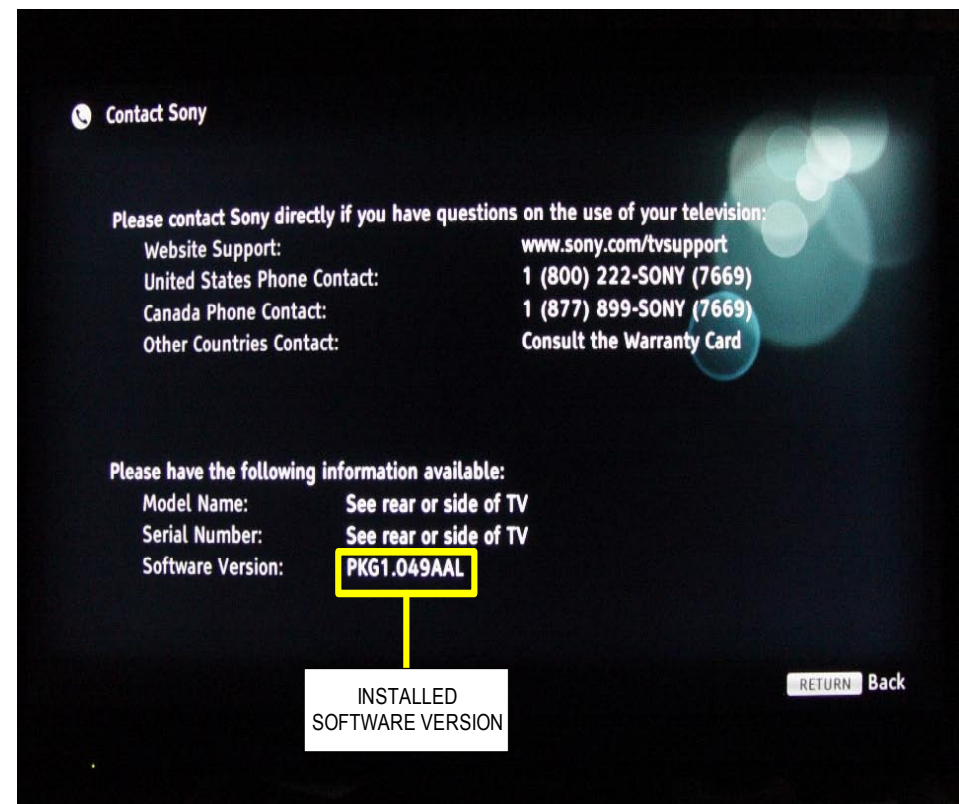 Contact Sony
Please contact Sony directly if you have questions on the use of your television:
Website Support: www.sony.com/tvsupport
United States Phone Contact: 1 (800) 222-SONY (7669)
Canada Phone Contact: 1 (877) 899-SONY (7669)
Other Countries Contact: Consult the Warranty Card
Please have the following information available:
Model Name: See rear or side of TV
Serial Number: See rear or side of TV
Software Version: PKG1.049AAL
RETURN Back
INSTALLED
SOFTWARE VERSION